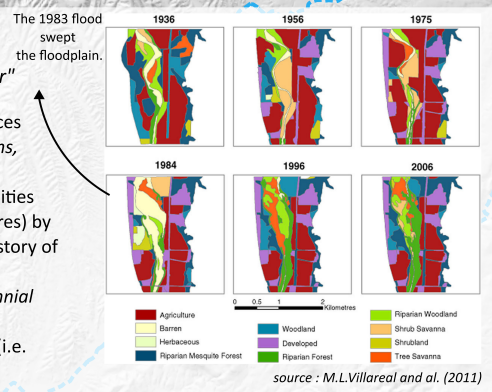 The 1983 flood
swept
the floodplain.
r"
ces
ns,
ities
res) by
story of
nnial
(i.e.
1936
1956
1975
1984
1996
2006
0 0.5 1 2
Kilometres
Agriculture
Barren
Herbaceous
Riparian Mesquite Forest
Woodland
Developed
Riparian Forest
Riparian Woodland
Shrub Savanna
Shrubland
Tree Savanna
source : M.L.Villareal and al. (2011)